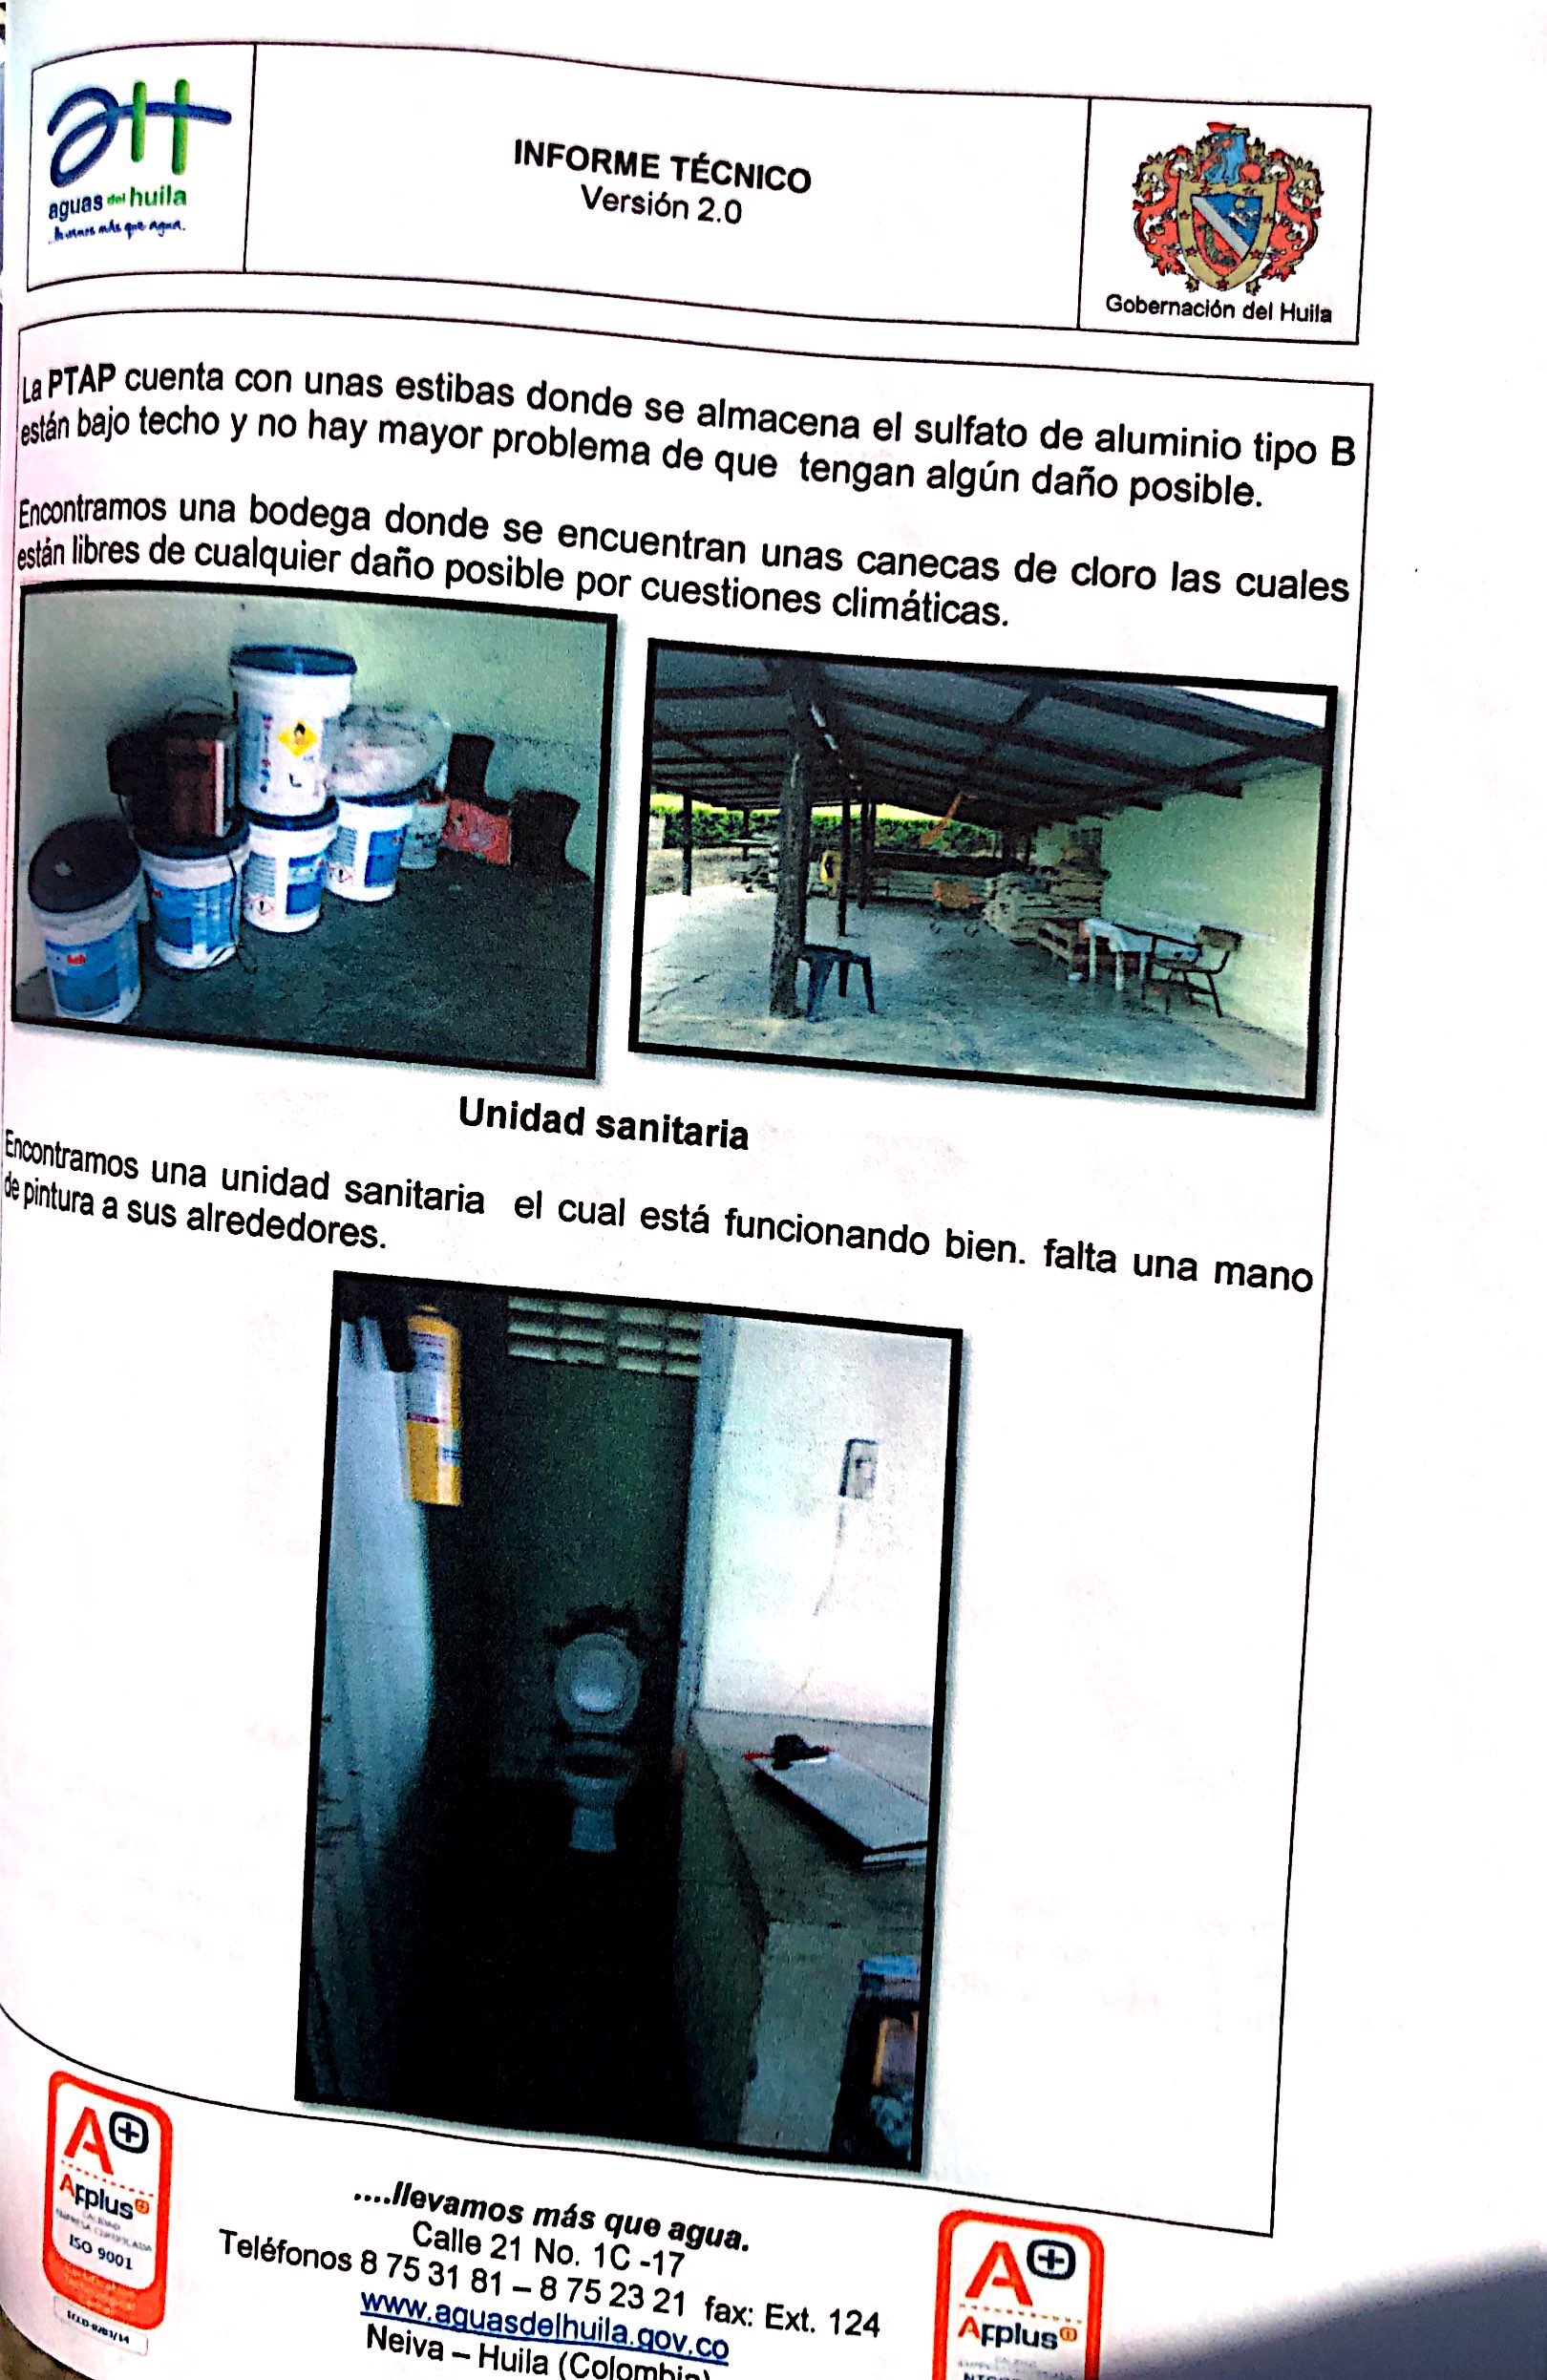 aguas del huila
...llevamos más que agua.
INFORME TÉCNICO
Versión 2.0
Gobernación del Huila
La PTAP cuenta con unas estibas donde se almacena el sulfato de aluminio tipo B
están bajo techo y no hay mayor problema de que tengan algún daño posible.
Encontramos una bodega donde se encuentran unas canecas de cloro las cuales
están libres de cualquier daño posible por cuestiones climáticas.
Unidad sanitaria
Encontramos una unidad sanitaria el cual está funcionando bien. falta una mano
de pintura a sus alrededores.
A+
Applus+
ISO 9001
....llevamos más que agua.
Calle 21 No. 1C -17
Teléfonos 8 75 31 81 – 8 75 23 21 fax: Ext. 124
www.aguasdelhuila.gov.co
Neiva – Huila (Colombia)
A+
Applus+